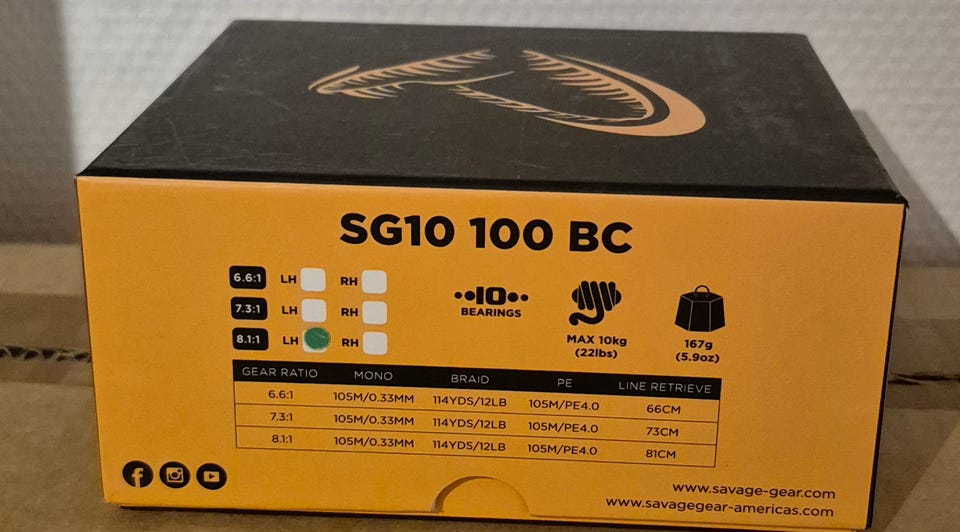 SG10 100 BC
6.6:1 LH RH
7.3:1 LH RH
8.1:1 LH RH
••10••
BEARINGS
MAX 10kg
(22lbs)
167g
(5.9oz)
GEAR RATIO MONO BRAID PE LINE RETRIEVE
6.6:1 105M/0.33MM 114YDS/12LB 105M/PE4.0 66CM
7.3:1 105M/0.33MM 114YDS/12LB 105M/PE4.0 73CM
8.1:1 105M/0.33MM 114YDS/12LB 105M/PE4.0 81CM
www.savage-gear.com
www.savagegear-americas.com